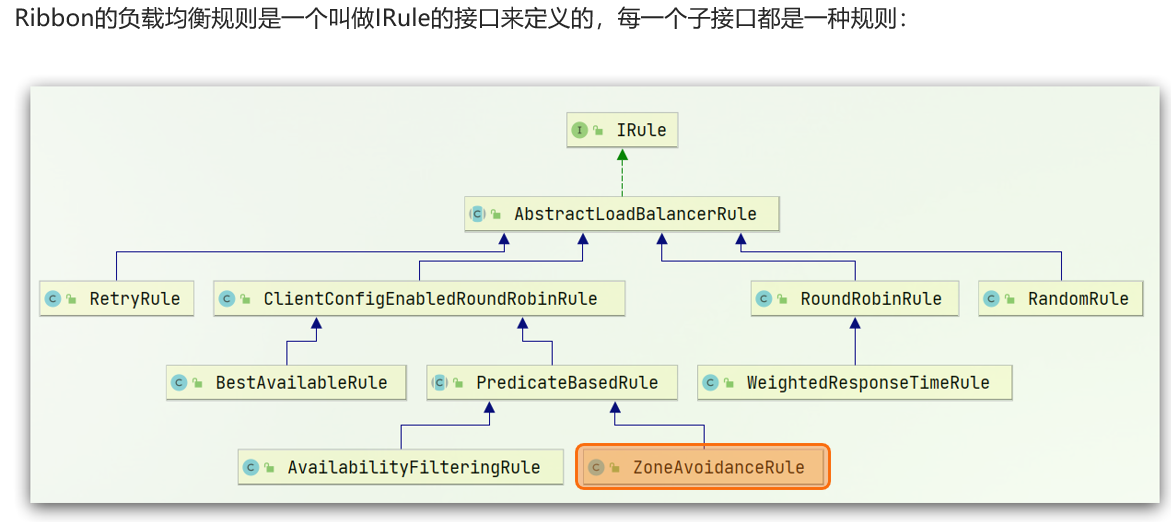 Ribbon的负载均衡规则是一个叫做IRule的接口来定义的，每一个子接口都是一种规则：
I IRule
C AbstractLoadBalancerRule
C RetryRule C ClientConfigEnabledRoundRobinRule C RoundRobinRule C RandomRule
C BestAvailableRule C PredicateBasedRule C WeightedResponseTimeRule
C AvailabilityFilteringRule C ZoneAvoidanceRule